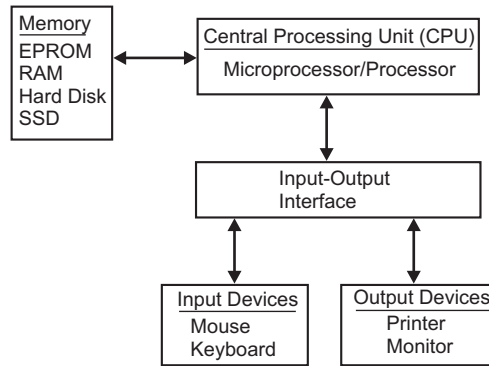 Memory
EPROM
RAM
Hard Disk
SSD
Central Processing Unit (CPU)
Microprocessor/Processor
Input-Output
Interface
Input Devices
Mouse
Keyboard
Output Devices
Printer
Monitor